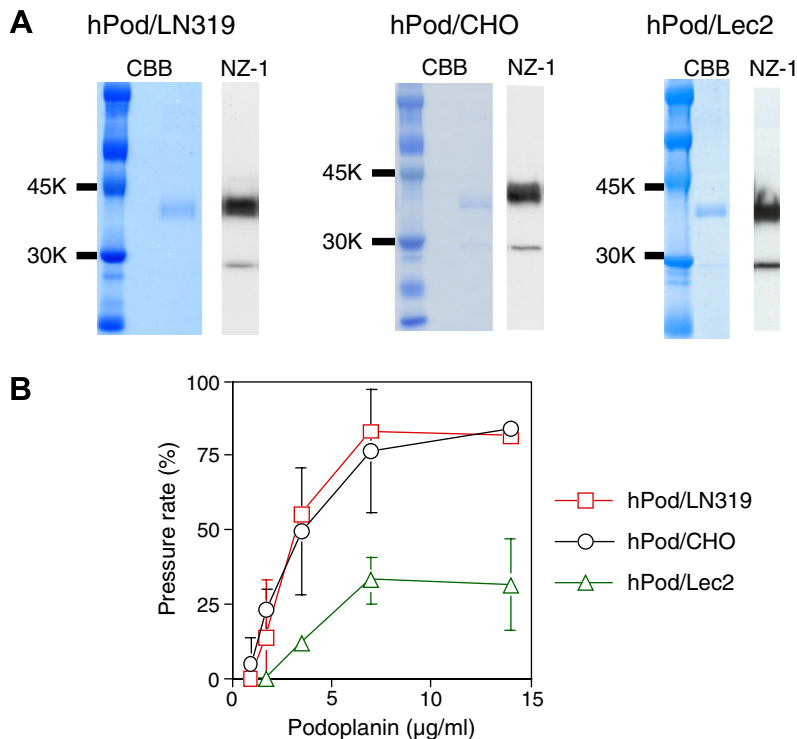 A
hPod/LN319
hPod/CHO
hPod/Lec2
CBB
NZ-1
CBB
NZ-1
CBB
NZ-1
45K
30K
45K
30K
45K
30K
B
Pressure rate (%)
100
75
50
25
0
0
5
10
15
Podoplanin (µg/ml)
hPod/LN319
hPod/CHO
hPod/Lec2